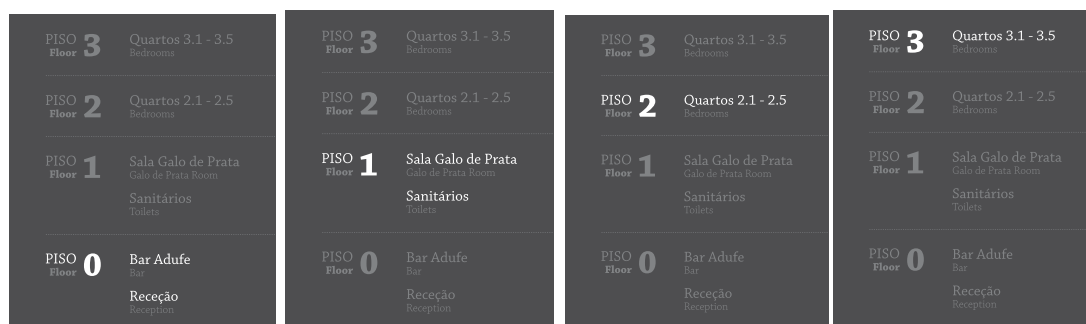 PISO 3 Quartos 3.1 - 3.5
Floor Bedrooms
PISO 2 Quartos 2.1 - 2.5
Floor Bedrooms
PISO 1 Sala Galo de Prata
Floor Galo de Prata Room
Sanitários
Toilets
PISO 0 Bar Adufe
Floor Bar
Receção
Reception
PISO 3 Quartos 3.1 - 3.5
Floor Bedrooms
PISO 2 Quartos 2.1 - 2.5
Floor Bedrooms
PISO 1 Sala Galo de Prata
Floor Galo de Prata Room
Sanitários
Toilets
PISO 0 Bar Adufe
Floor Bar
Receção
Reception
PISO 3 Quartos 3.1 - 3.5
Floor Bedrooms
PISO 2 Quartos 2.1 - 2.5
Floor Bedrooms
PISO 1 Sala Galo de Prata
Floor Galo de Prata Room
Sanitários
Toilets
PISO 0 Bar Adufe
Floor Bar
Receção
Reception
PISO 3 Quartos 3.1 - 3.5
Floor Bedrooms
PISO 2 Quartos 2.1 - 2.5
Floor Bedrooms
PISO 1 Sala Galo de Prata
Floor Galo de Prata Room
Sanitários
Toilets
PISO 0 Bar Adufe
Floor Bar
Receção
Reception